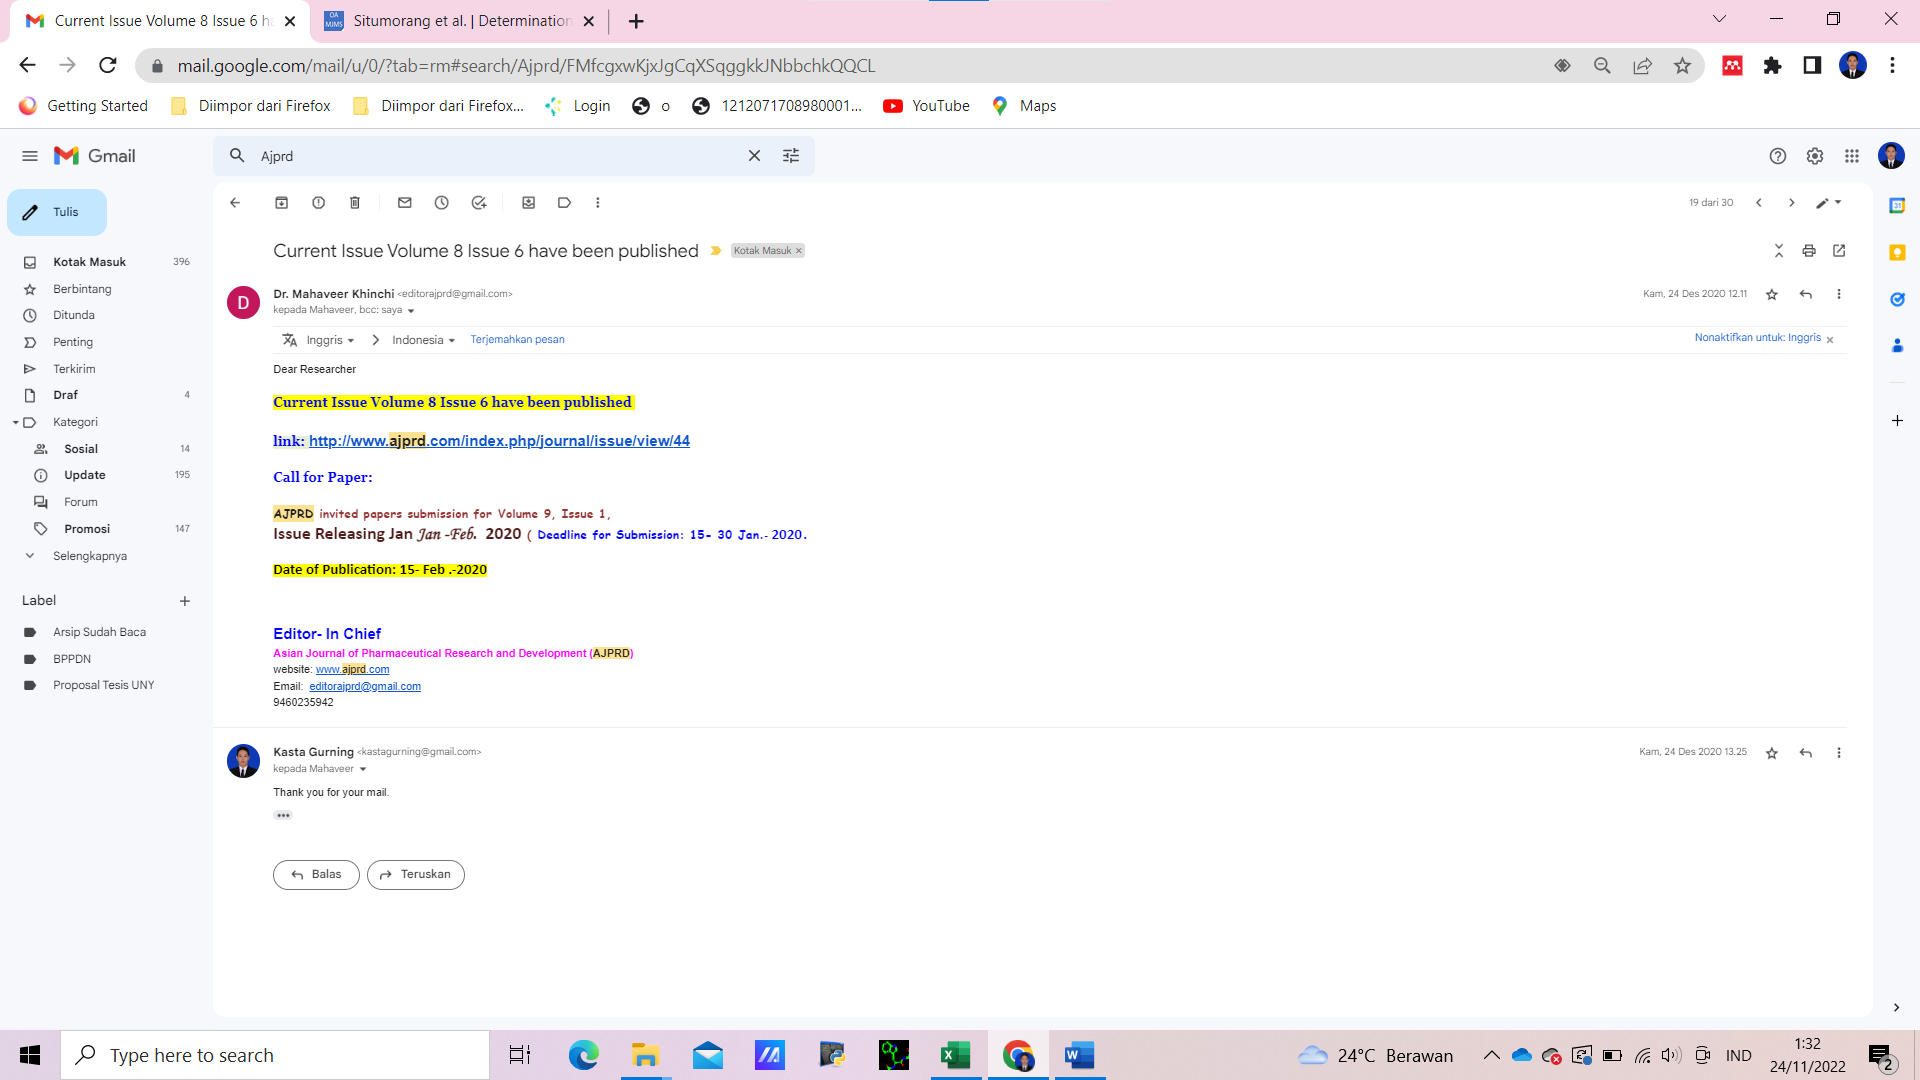 Current Issue Volume 8 Issue 6 ha
Situmorang et al. | Determination
mail.google.com/mail/u/0/?tab=rm#search/Ajprd/FMfcgxwKjxJgCqXSqggkkJNbbchkQQCL
Getting Started
Diimpor dari Firefox
Diimpor dari Firefox...
Login
o
1212071708980001...
YouTube
Maps
Gmail
Ajprd
Tulis
19 dari 30
Kotak Masuk 396
Berbintang
Ditunda
Penting
Terkirim
Draf 4
Kategori
Sosial 14
Update 195
Forum
Promosi 147
Selengkapnya
Label
Arsip Sudah Baca
BPPDN
Proposal Tesis UNY
Current Issue Volume 8 Issue 6 have been published
Kotak Masuk ×
Dr. Mahaveer Khinchi <editorajprd@gmail.com>
Kam, 24 Des 2020 12.11
kepada Mahaveer, bcc: saya
Inggris
Indonesia
Terjemahkan pesan
Nonaktifkan untuk: Inggris
Dear Researcher
Current Issue Volume 8 Issue 6 have been published
link: http://www.ajprd.com/index.php/journal/issue/view/44
Call for Paper:
AJPRD invited papers submission for Volume 9, Issue 1,
Issue Releasing Jan Jan -Feb. 2020 ( Deadline for Submission: 15- 30 Jan.- 2020.
Date of Publication: 15- Feb .-2020
Editor- In Chief
Asian Journal of Pharmaceutical Research and Development (AJPRD)
website: www.ajprd.com
Email: editorajprd@gmail.com
9460235942
Kasta Gurning <kastagurning@gmail.com>
Kam, 24 Des 2020 13.25
kepada Mahaveer
Thank you for your mail.
Balas
Teruskan
Type here to search
24°C Berawan
IND
1:32
24/11/2022
2